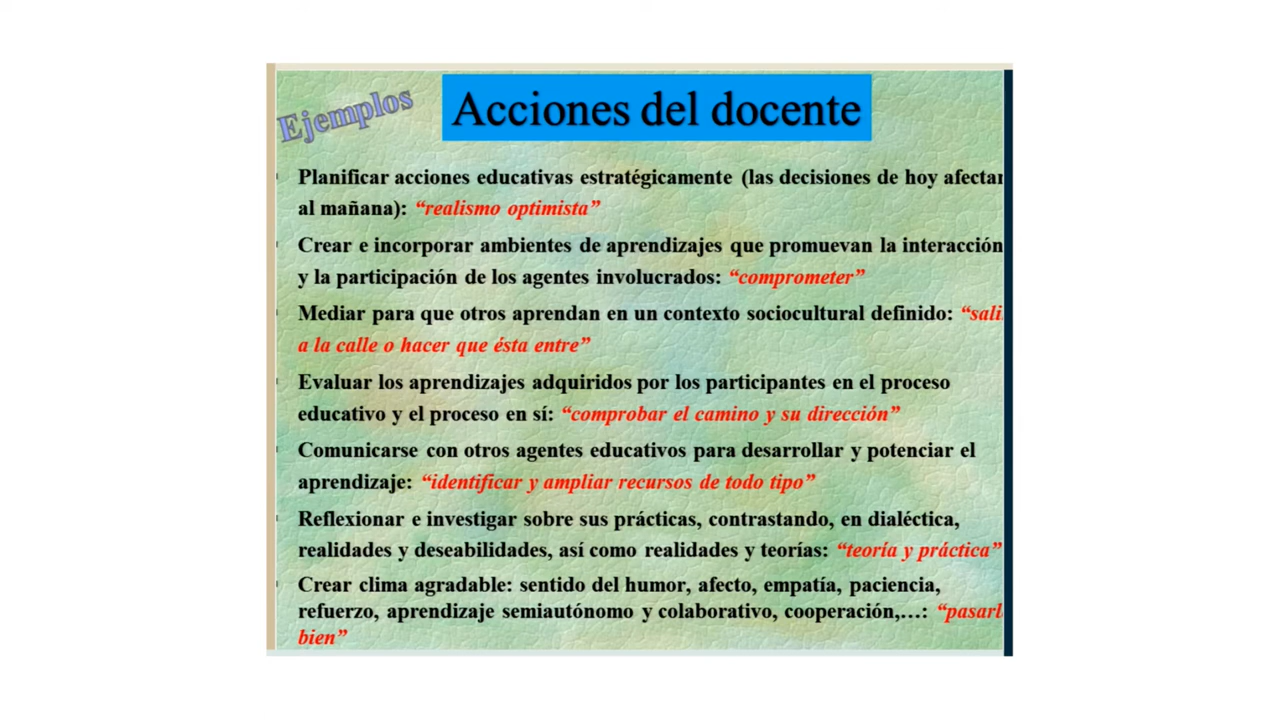 Ejemplos
Acciones del docente
Planificar acciones educativas estratégicamente (las decisiones de hoy afectan
al mañana): “realismo optimista”
Crear e incorporar ambientes de aprendizajes que promuevan la interacción
y la participación de los agentes involucrados: “comprometer”
Mediar para que otros aprendan en un contexto sociocultural definido: “sali
a la calle o hacer que ésta entre”
Evaluar los aprendizajes adquiridos por los participantes en el proceso
educativo y el proceso en sí: “comprobar el camino y su dirección”
Comunicarse con otros agentes educativos para desarrollar y potenciar el
aprendizaje: “identificar y ampliar recursos de todo tipo”
Reflexionar e investigar sobre sus prácticas, contrastando, en dialéctica,
realidades y deseabilidades, así como realidades y teorías: “teoría y práctica”
Crear clima agradable: sentido del humor, afecto, empatía, paciencia,
refuerzo, aprendizaje semiautónomo y colaborativo, cooperación,…: “pasarl
bien”